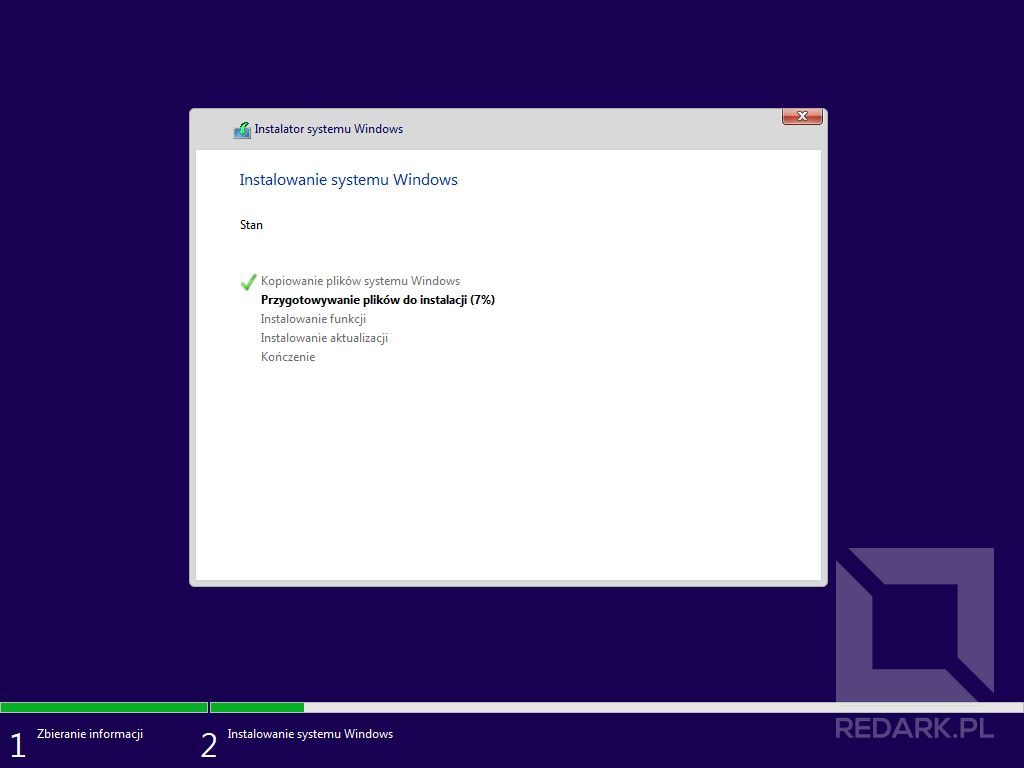 Instalator systemu Windows
Instalowanie systemu Windows
Stan
Kopiowanie plików systemu Windows
Przygotowywanie plików do instalacji (7%)
Instalowanie funkcji
Instalowanie aktualizacji
Kończenie
REDARK.PL
1 Zbieranie informacji
2 Instalowanie systemu Windows